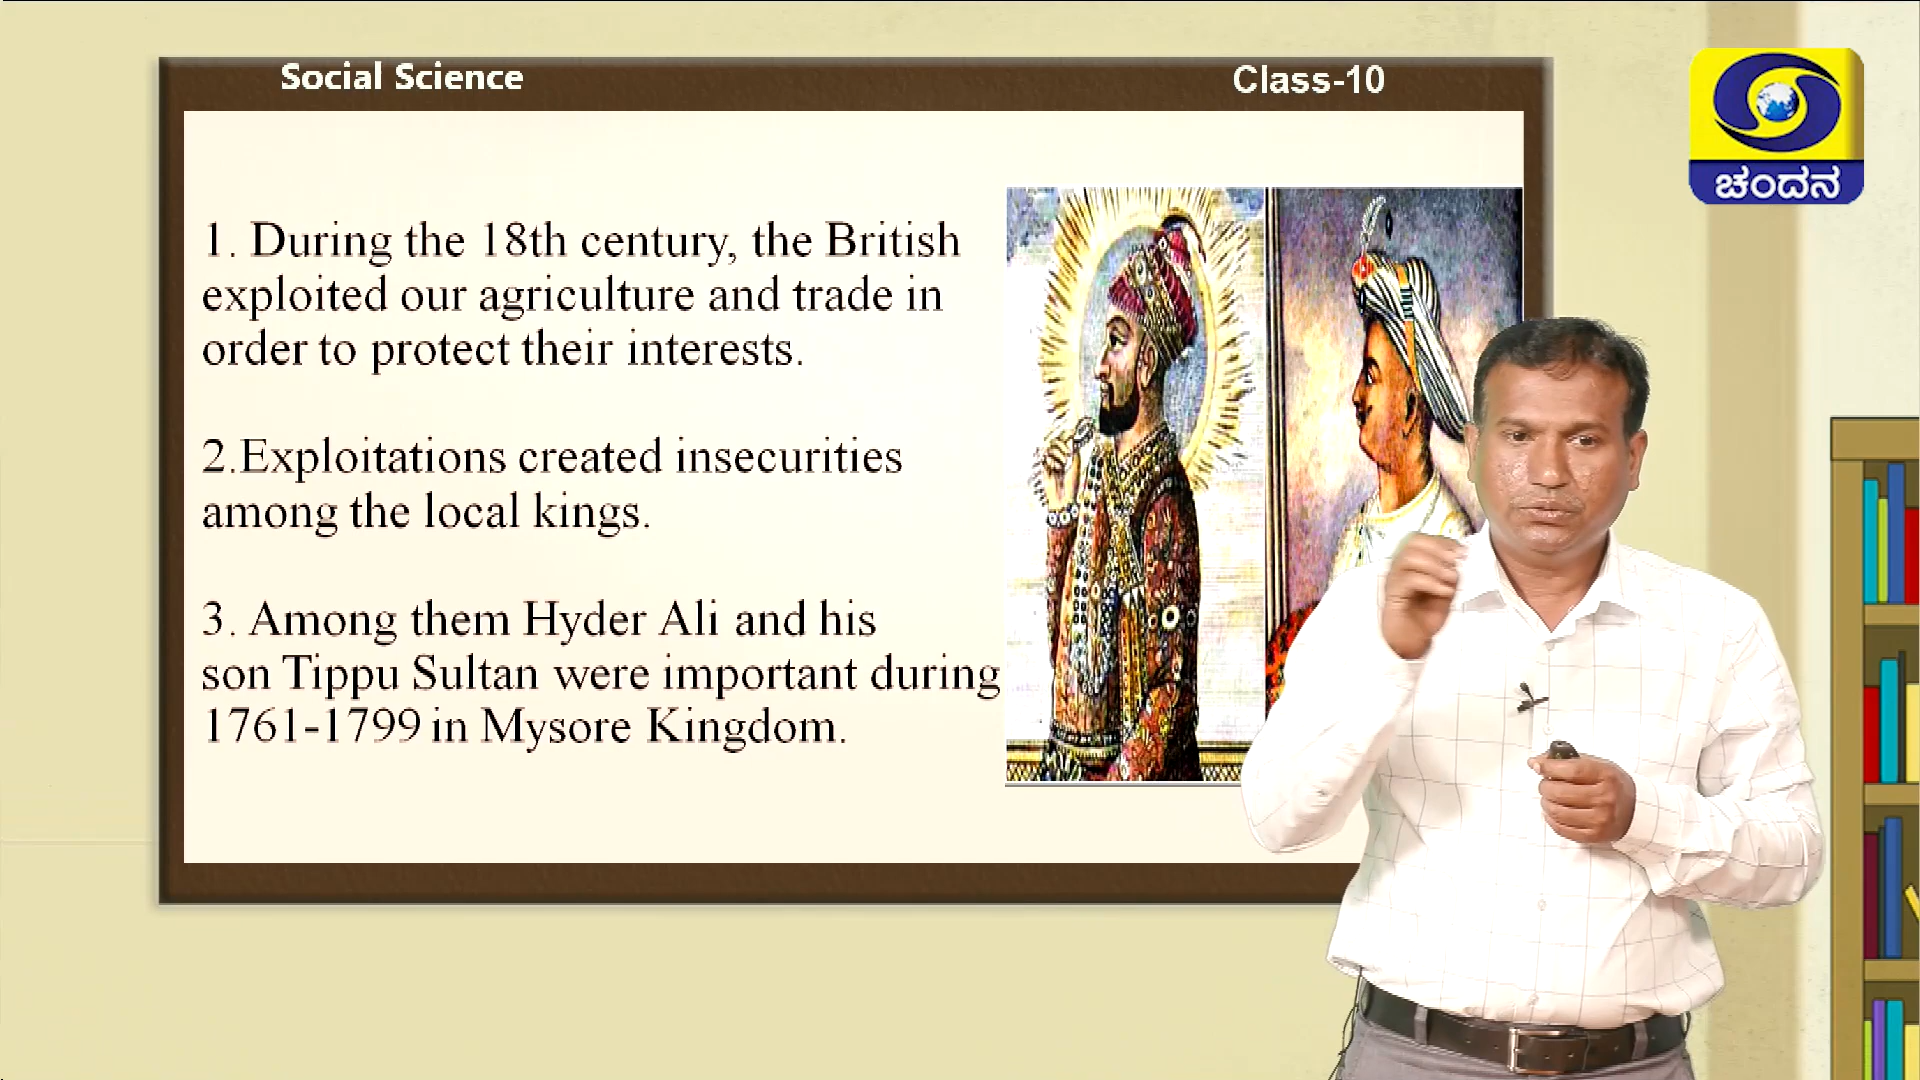 Social Science
Class-10
ಚಂದನ
1. During the 18th century, the British
exploited our agriculture and trade in
order to protect their interests.
2.Exploitations created insecurities
among the local kings.
3. Among them Hyder Ali and his
son Tippu Sultan were important during
1761-1799 in Mysore Kingdom.